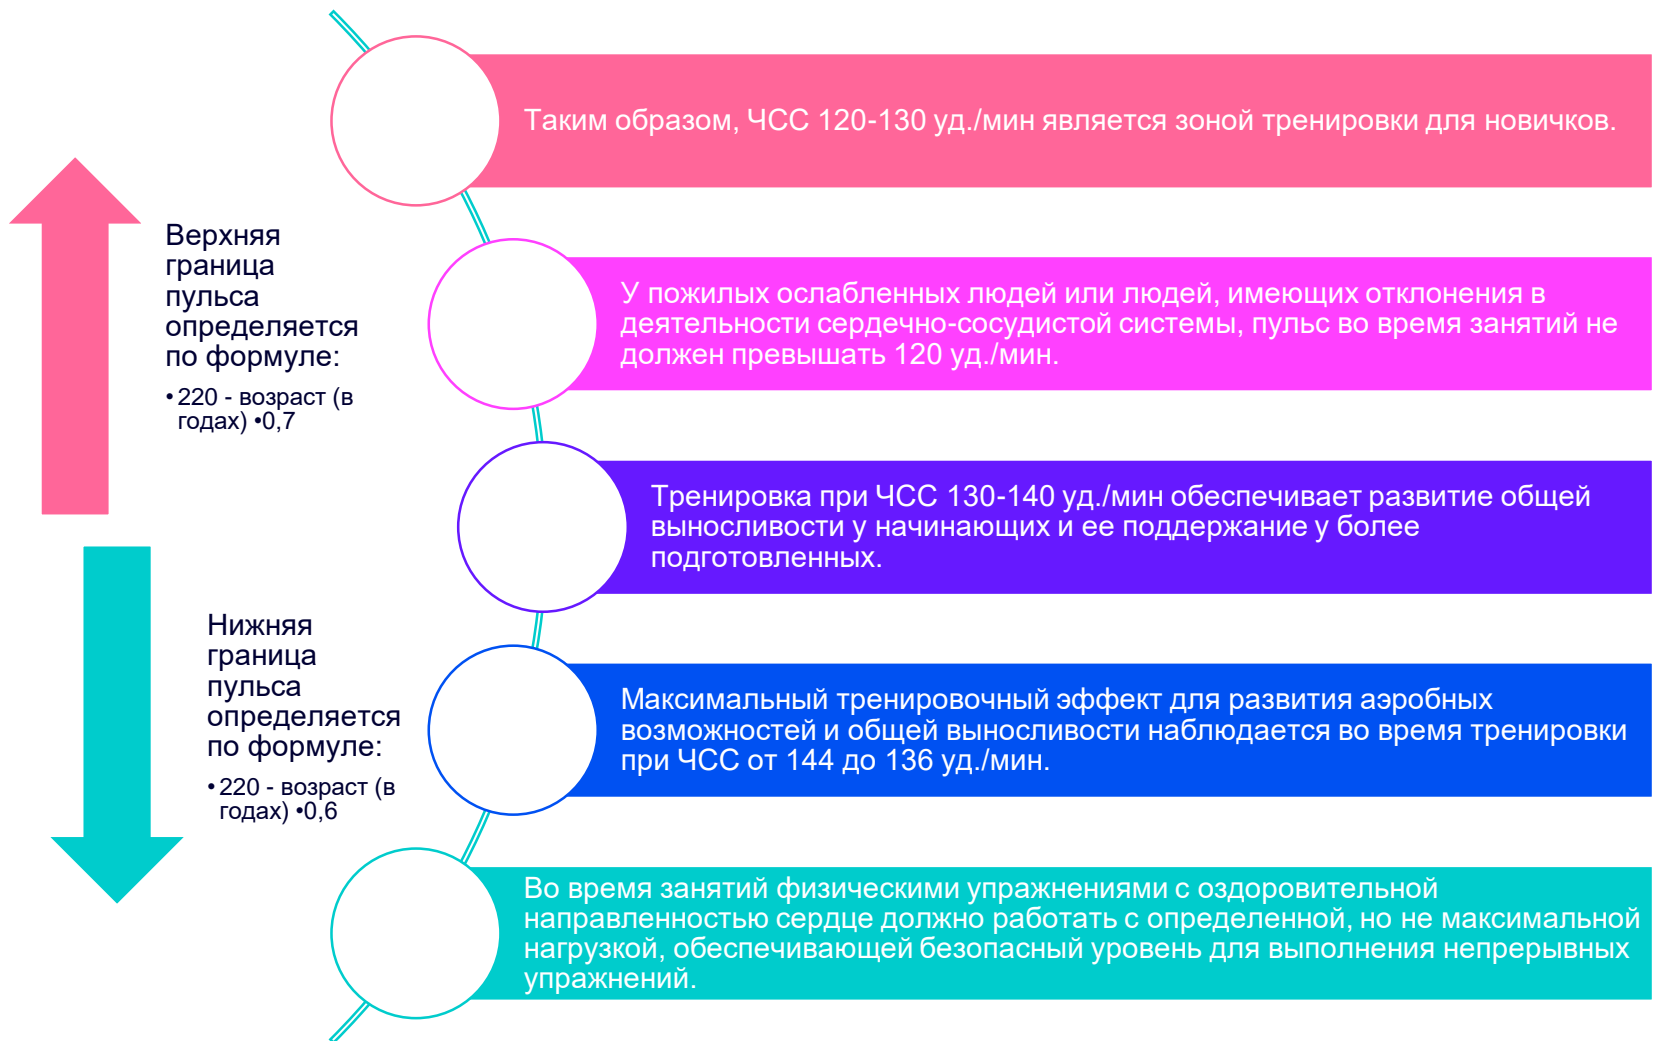 Верхняя
граница
пульса
определяется
по формуле:
• 220 - возраст (в
годах) •0,7
Нижняя
граница
пульса
определяется
по формуле:
• 220 - возраст (в
годах) •0,6
Таким образом, ЧСС 120-130 уд./мин является зоной тренировки для новичков.
У пожилых ослабленных людей или людей, имеющих отклонения в
деятельности сердечно-сосудистой системы, пульс во время занятий не
должен превышать 120 уд./мин.
Тренировка при ЧСС 130-140 уд./мин обеспечивает развитие общей
выносливости у начинающих и ее поддержание у более
подготовленных.
Максимальный тренировочный эффект для развития аэробных
возможностей и общей выносливости наблюдается во время тренировки
при ЧСС от 144 до 136 уд./мин.
Во время занятий физическими упражнениями с оздоровительной
направленностью сердце должно работать с определенной, но не максимальной
нагрузкой, обеспечивающей безопасный уровень для выполнения непрерывных
упражнений.